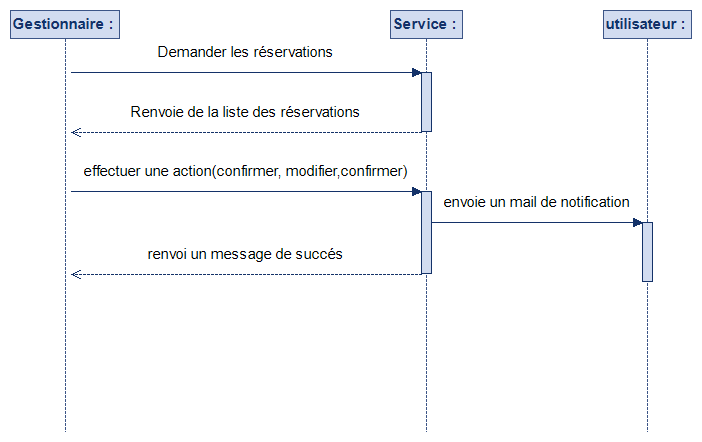 Gestionnaire :
Service :
utilisateur :
Demander les réservations
Renvoie de la liste des réservations
effectuer une action(confirmer, modifier,confirmer)
envoie un mail de notification
renvoi un message de succés